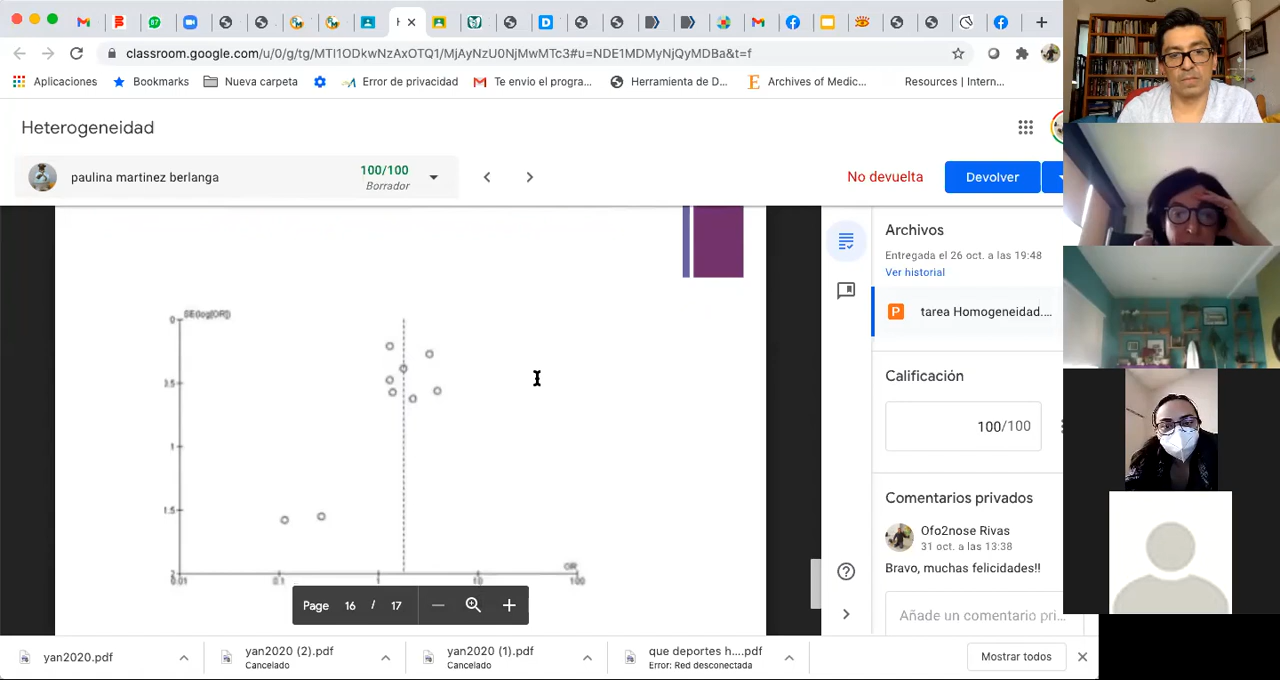 87
H
classroom.google.com/u/0/g/tg/MTI1ODkwNzAxOTQ1/MjAyNzU0NjMwMTc3#u=NDE1MDMyNjQyMDBa&t=f
Aplicaciones
Bookmarks
Nueva carpeta
Error de privacidad
Te envio el progra...
Herramienta de D...
Archives of Medic...
Resources | Intern...
Heterogeneidad
paulina martinez berlanga
100/100
Borrador
No devuelta
Devolver
SE(log[OR])
0
0.5
1
1.5
2
0.01
0.1
1
10
100
OR
Page 16 / 17
Archivos
Entregada el 26 oct. a las 19:48
Ver historial
P
tarea Homogeneidad....
Calificación
100/100
Comentarios privados
Ofo2nose Rivas
31 oct. a las 13:38
Bravo, muchas felicidades!!
Añade un comentario pri...
yan2020.pdf
yan2020 (2).pdf
Cancelado
yan2020 (1).pdf
Cancelado
que deportes h....pdf
Error: Red desconectada
Mostrar todos